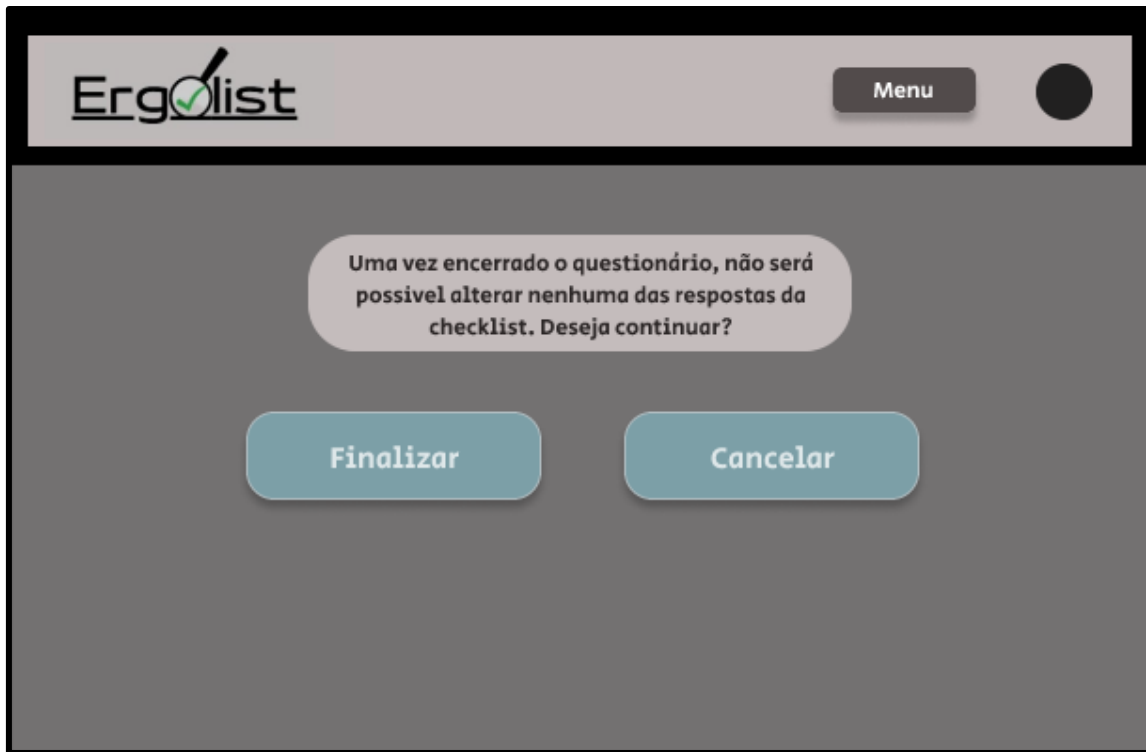 Ergolist
Menu
Uma vez encerrado o questionário, não será
possivel alterar nenhuma das respostas da
checklist. Deseja continuar?
Finalizar
Cancelar